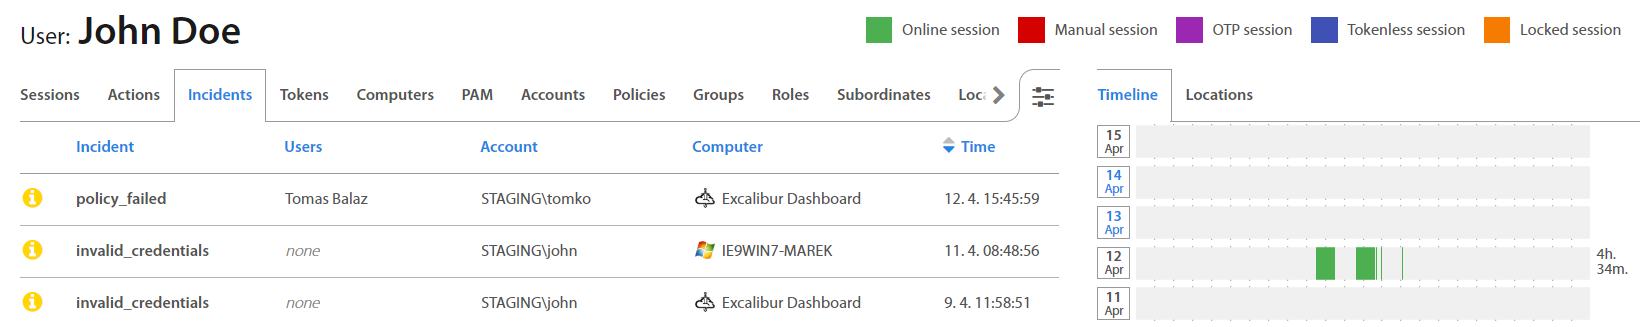 User: John Doe
Online session Manual session OTP session Tokenless session Locked session
Sessions Actions Incidents Tokens Computers PAM Accounts Policies Groups Roles Subordinates Loc
Timeline Locations
Incident Users Account Computer Time
policy_failed Tomas Balaz STAGING\tomko Excalibur Dashboard 12. 4. 15:45:59
invalid_credentials none STAGING\john IE9WIN7-MAREK 11. 4. 08:48:56
invalid_credentials none STAGING\john Excalibur Dashboard 9. 4. 11:58:51
15
Apr
14
Apr
13
Apr
12
Apr
4h.
34m.
11
Apr